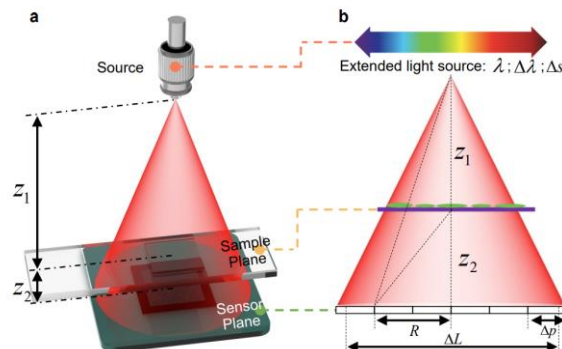 a
Source
z₁
z₂
Sample
Plane
Sensor
Plane
b
Extended light source: λ ; Δλ ; Δs
z₁
z₂
R
ΔL
Δp